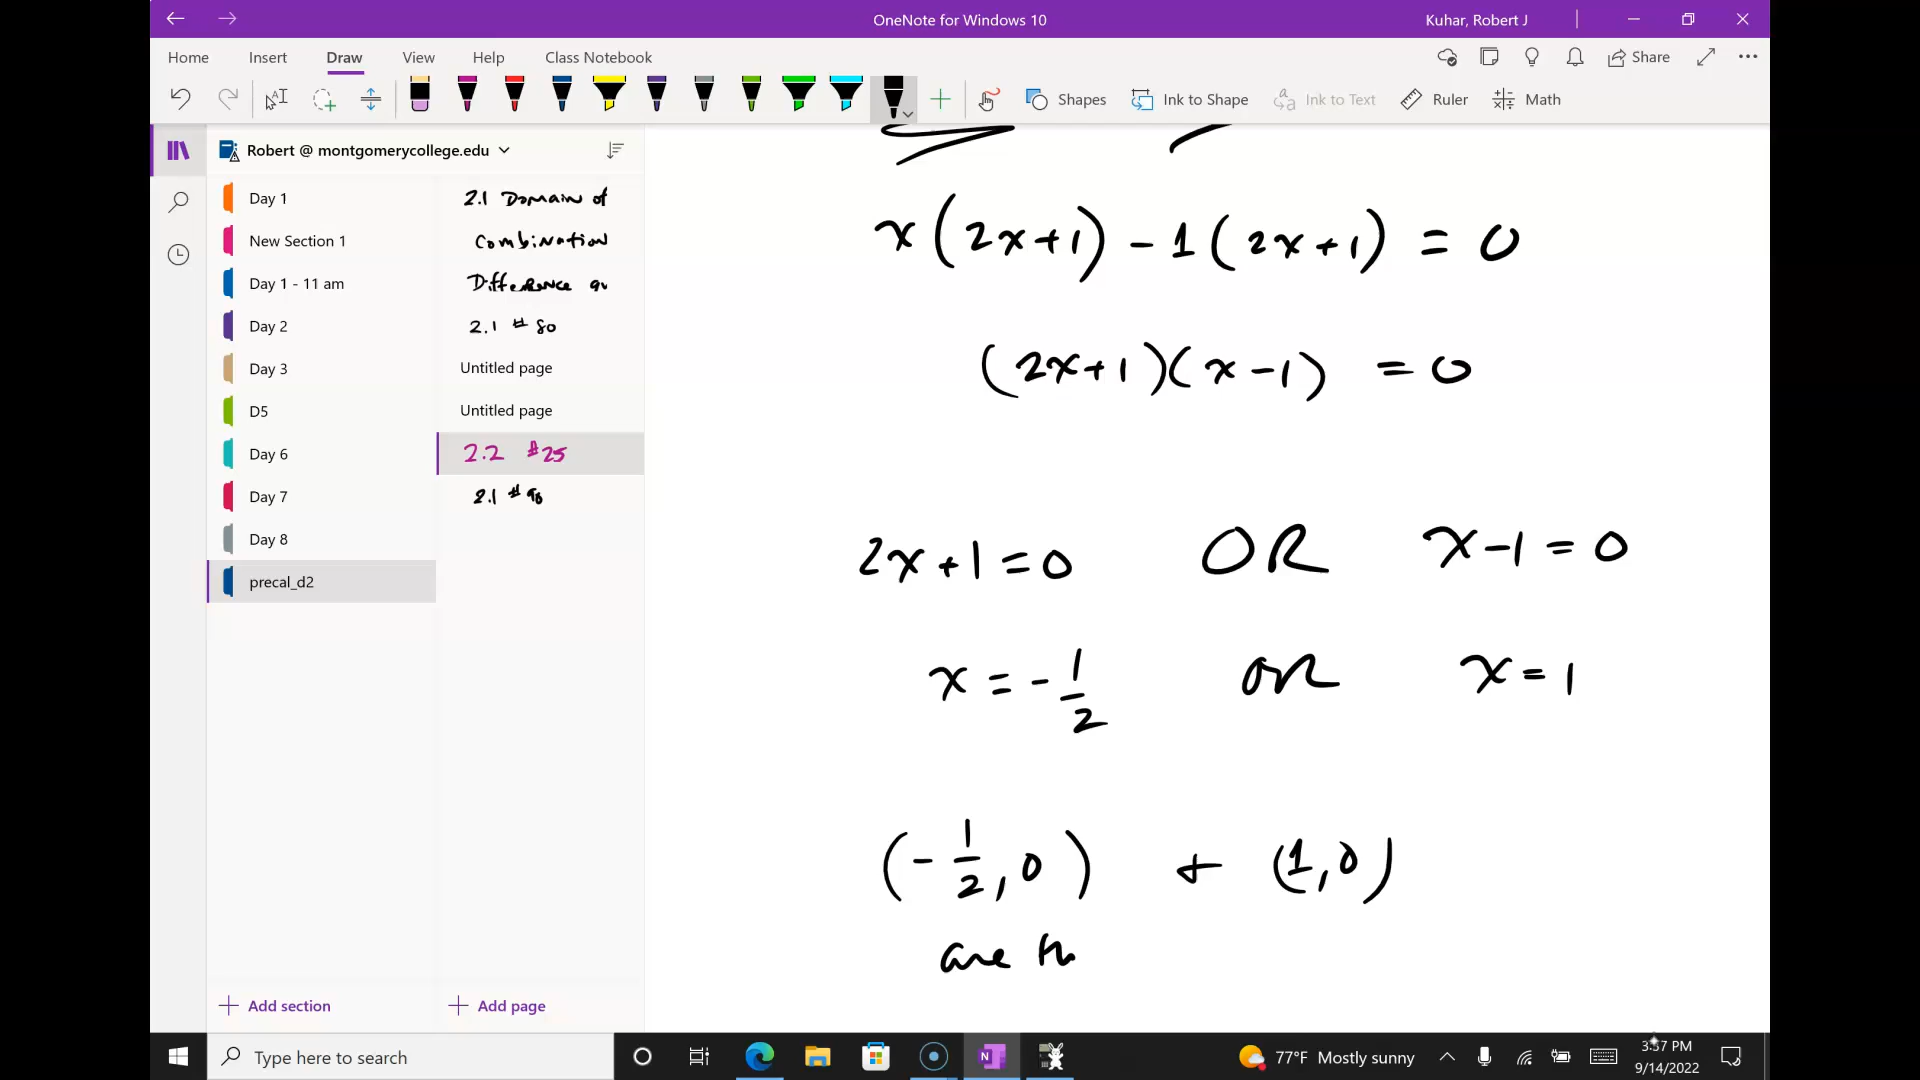 OneNote for Windows 10
Kuhar, Robert J
Home Insert Draw View Help Class Notebook
Share
Shapes Ink to Shape Ink to Text Ruler Math
Robert @ montgomerycollege.edu
Day 1
New Section 1
Day 1 - 11 am
Day 2
Day 3
D5
Day 6
Day 7
Day 8
precal_d2
Add section
2.1 Domain of
Combination
Difference qu
2.1 # 80
Untitled page
Untitled page
2.2 #25
2.1 # 90
Add page
x(2x+1) - 1(2x+1) = 0
(2x+1)(x-1) = 0
2x+1=0 OR x-1=0
x = -1/2 OR x = 1
(-1/2, 0) + (1,0)
are th
Type here to search
77°F Mostly sunny
3:37 PM
9/14/2022